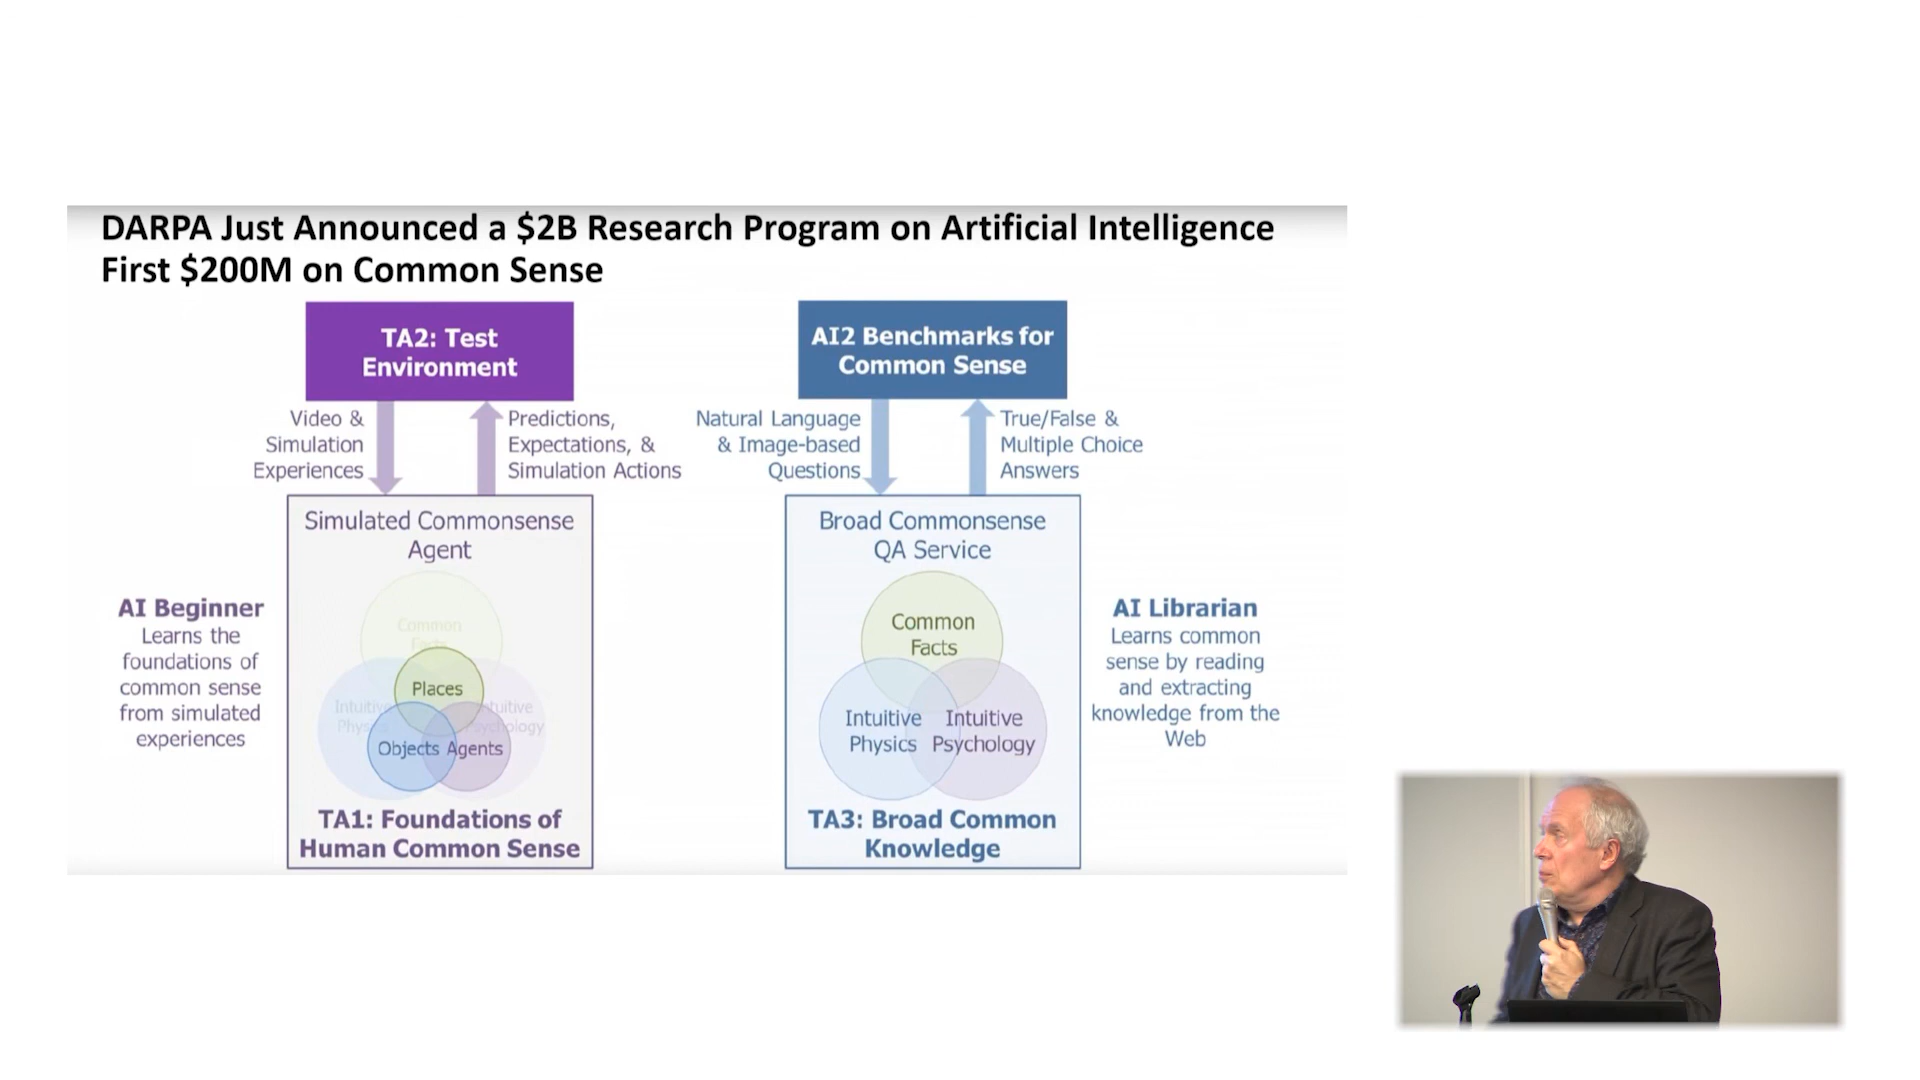 DARPA Just Announced a $2B Research Program on Artificial Intelligence
First $200M on Common Sense
TA2: Test
Environment
Video &
Simulation
Experiences
Predictions,
Expectations, &
Simulation Actions
Simulated Commonsense
Agent
Common
Facts
Places
Intuitive
Physics
Intuitive
Psychology
Objects
Agents
TA1: Foundations of
Human Common Sense
AI Beginner
Learns the
foundations of
common sense
from simulated
experiences
AI2 Benchmarks for
Common Sense
Natural Language
& Image-based
Questions
True/False &
Multiple Choice
Answers
Broad Commonsense
QA Service
Common
Facts
Intuitive
Physics
Intuitive
Psychology
TA3: Broad Common
Knowledge
AI Librarian
Learns common
sense by reading
and extracting
knowledge from the
Web